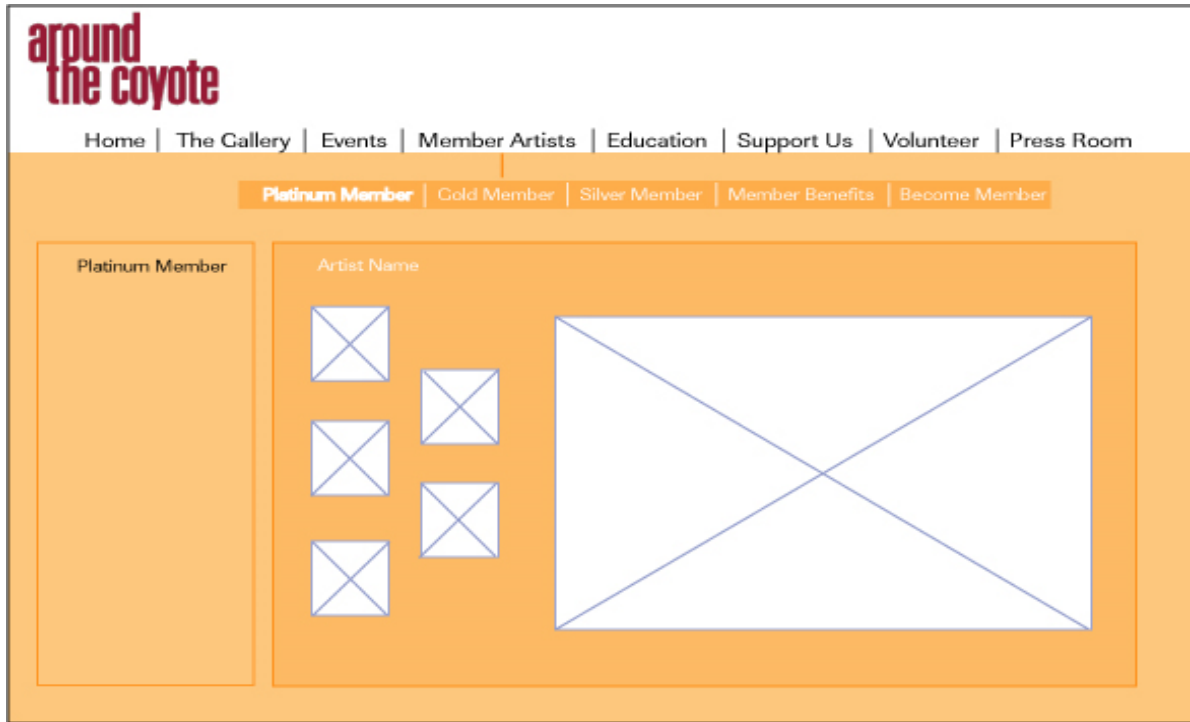 around
the coyote
Home | The Gallery | Events | Member Artists | Education | Support Us | Volunteer | Press Room
Platinum Member | Gold Member | Silver Member | Member Benefits | Become Member
Platinum Member
Artist Name